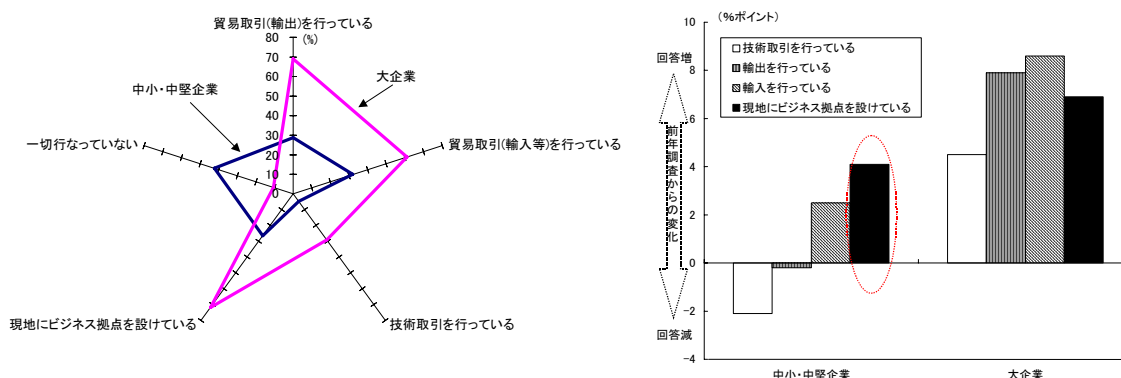 貿易取引(輸出)を行っている
(%)
80
70
60
50
40
30
20
10
0
中小・中堅企業
大企業
一切行なっていない
貿易取引(輸入等)を行っている
現地にビジネス拠点を設けている
技術取引を行っている
(%ポイント)
10
8
6
4
2
0
-2
-4
回答増
前年調査からの変化
回答減
技術取引を行っている
輸出を行っている
輸入を行っている
現地にビジネス拠点を設けている
中小・中堅企業
大企業